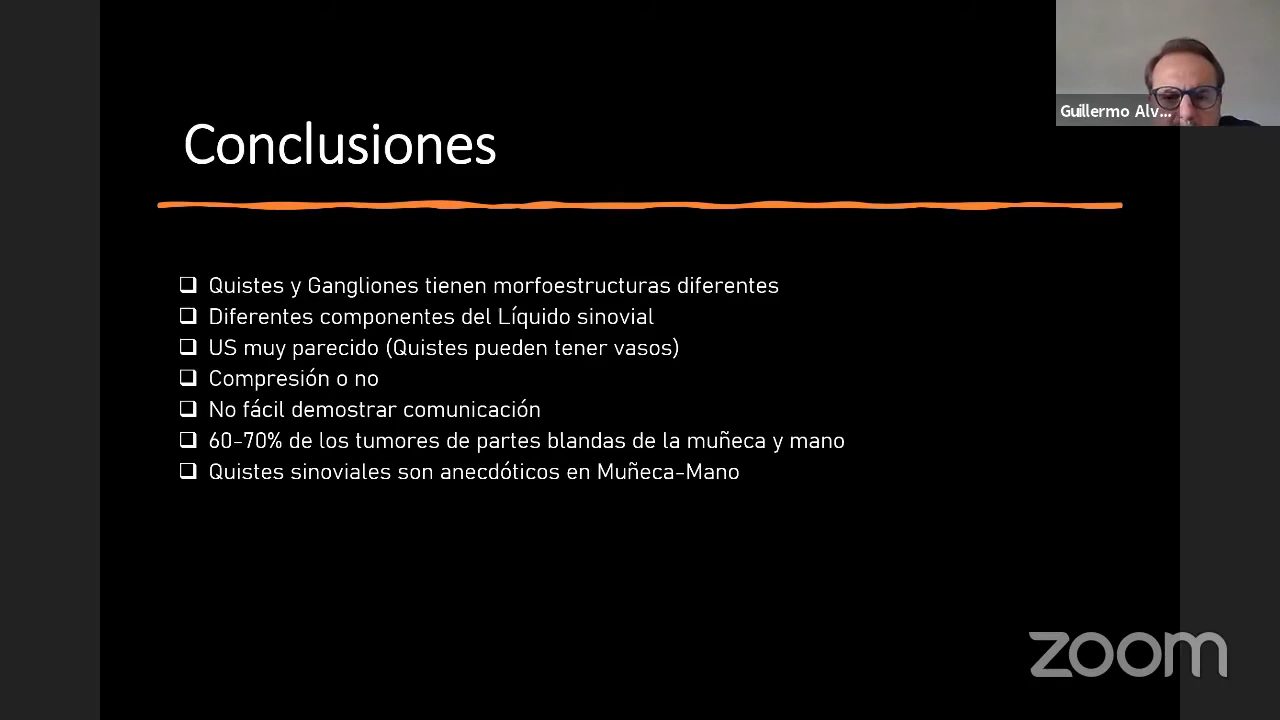 Guillermo Alv...
Conclusiones
Quistes y Gangliones tienen morfoestructuras diferentes
Diferentes componentes del Líquido sinovial
US muy parecido (Quistes pueden tener vasos)
Compresión o no
No fácil demostrar comunicación
60-70% de los tumores de partes blandas de la muñeca y mano
Quistes sinoviales son anecdóticos en Muñeca-Mano
zoom